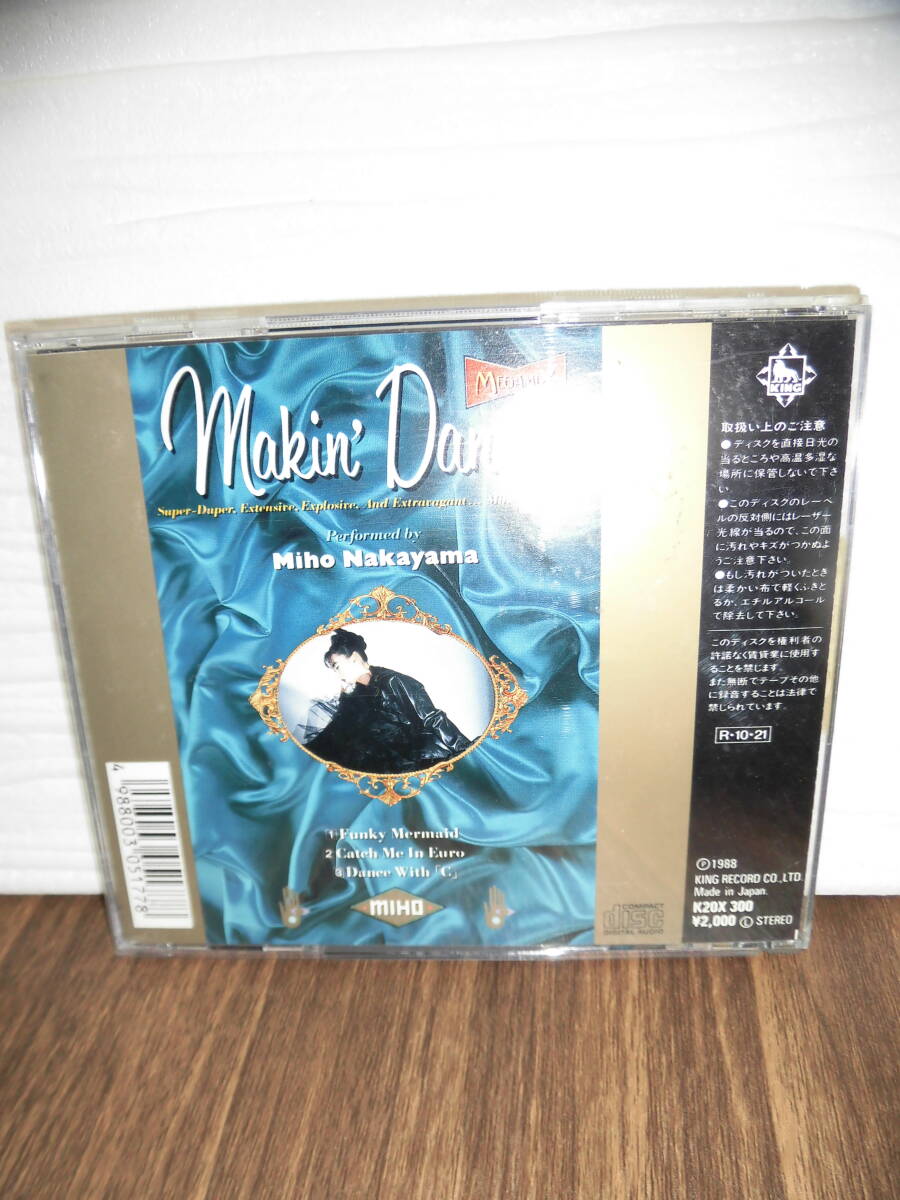 Makin'
Super-Duper, Extensive, Explosive, And Extravagant...
Performed by
Miho Nakayama
1 Funky Mermaid
2 Catch Me In Euro
3 Dance With「C」
MIHO
4 988003 051778
COMPACT
disc
DIGITAL AUDIO
KING
取扱い上のご注意
●ディスクを直接日光の
当るところや高温多湿な
場所に保管しないで下さ
い
●このディスクのレーベ
ルの反対側にはレーザー
光線が当るので、この面
に汚れやキズがつかぬよ
うご注意下さい。
●もし汚れがついたとき
は柔かい布で軽くふきと
るか、エチルアルコール
で除去して下さい。
このディスクを権利者の
許諾なく賃貸業に使用す
ることを禁じます。
また無断でテープその他
に録音することは法律で
禁じられています。
R-10-21
Ⓟ1988
KING RECORD CO.,LTD.
Made in Japan.
K20X 300
¥2,000 Ⓛ STEREO